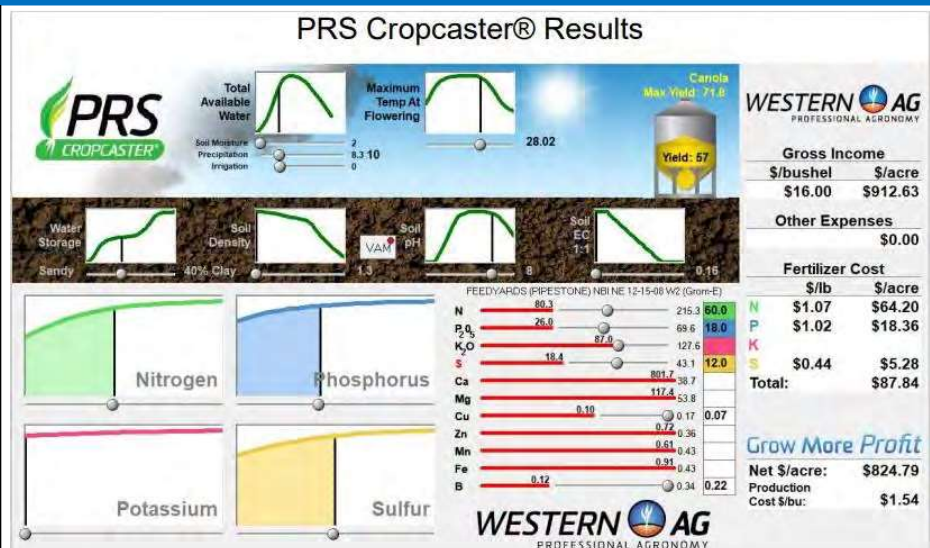 PRS Cropcaster® Results
PRS
CROPCASTER®
Total
Available
Water
Soil Moisture 2
Precipitation 8.3 10
Irrigation 0
Maximum
Temp At
Flowering
28.02
Canola
Max Yield: 71.8
Yield: 57
WESTERN AG
PROFESSIONAL AGRONOMY
Gross Income
$/bushel $/acre
$16.00 $912.63
Other Expenses
$0.00
Fertilizer Cost
$/lb $/acre
N $1.07 $64.20
P $1.02 $18.36
K
S $0.44 $5.28
Total: $87.84
Grow More Profit
Net $/acre: $824.79
Production
Cost $/bu: $1.54
Water
Storage
Sandy 40% Clay
Soil
Density
1.3
VAM
Soil
pH
8
Soil
EC
1:1
0.16
Nitrogen
Phosphorus
Potassium
Sulfur
FEEDYARDS (PIPESTONE) NBI NE 12-15-08 W2 (Grom-E)
N 80.3 215.3 60.0
P2O5 26.0 69.6 18.0
K2O 87.0 127.6
S 18.4 43.1 12.0
Ca 801.7 38.7
Mg 117.4 53.8
Cu 0.10 0.17 0.07
Zn 0.72 0.36
Mn 0.61 0.43
Fe 0.91 0.43
B 0.12 0.34 0.22
WESTERN AG
PROFESSIONAL AGRONOMY